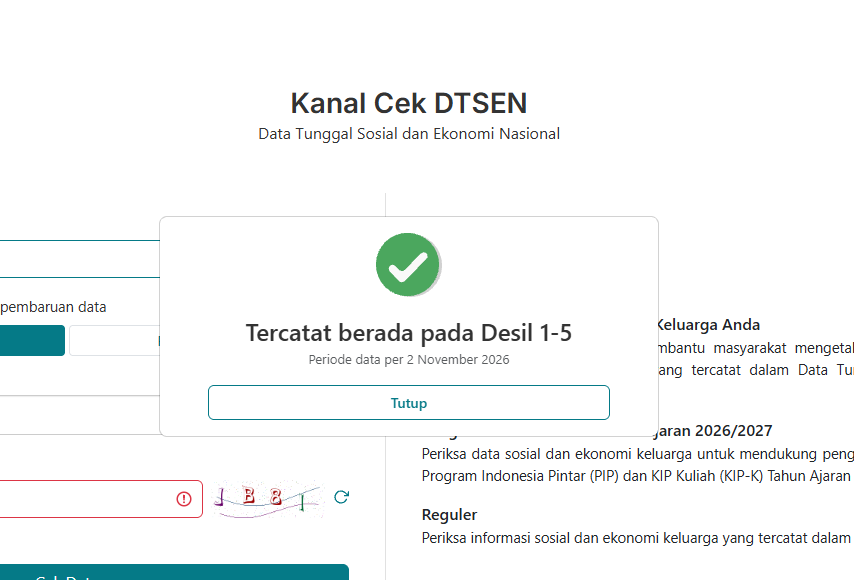 Kanal Cek DTSEN
Data Tunggal Sosial dan Ekonomi Nasional
Tercatat berada pada Desil 1-5
Periode data per 2 November 2026
Tutup
pembaruan data
J B 8 1
Keluarga Anda
mbantu masyarakat mengetal
ang tercatat dalam Data Tu
jaran 2026/2027
Periksa data sosial dan ekonomi keluarga untuk mendukung peng
Program Indonesia Pintar (PIP) dan KIP Kuliah (KIP-K) Tahun Ajaran
Reguler
Periksa informasi sosial dan ekonomi keluarga yang tercatat dalam